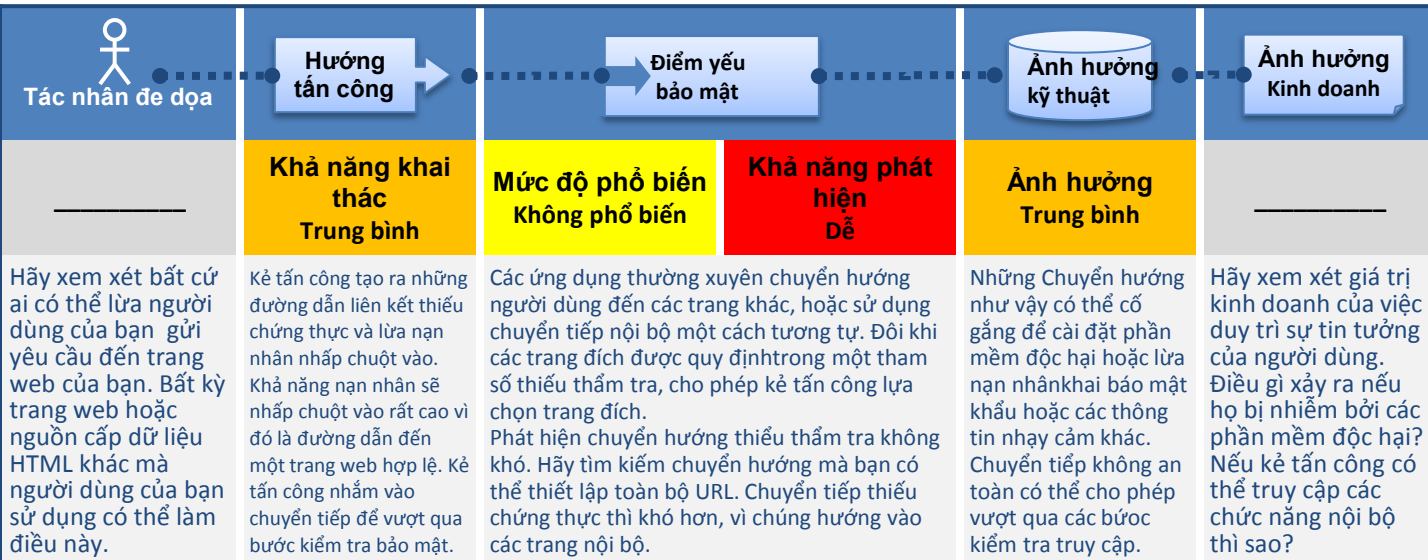 Tác nhân đe dọa
Hướng
tấn công
Điểm yếu
bảo mật
Ảnh hưởng
kỹ thuật
Ảnh hưởng
Kinh doanh
__________
Khả năng khai
thác
Trung bình
Mức độ phổ biến
Không phổ biến
Khả năng phát
hiện
Dễ
Ảnh hưởng
Trung bình
__________
Hãy xem xét bất cứ
ai có thể lừa người
dùng của bạn  gửi
yêu cầu đến trang
web của bạn. Bất kỳ
trang web hoặc
nguồn cấp dữ liệu
HTML khác mà
người dùng của bạn
sử dụng có thể làm
điều này.
Kẻ tấn công tạo ra những
đường dẫn liên kết thiếu
chứng thực và lừa nạn
nhân nhấp chuột vào.
Khả năng nạn nhân sẽ
nhấp chuột vào rất cao vì
đó là đường dẫn đến
một trang web hợp lệ. Kẻ
tấn công nhắm vào
chuyển tiếp để vượt qua
bước kiểm tra bảo mật.
Các ứng dụng thường xuyên chuyển hướng
người dùng đến các trang khác, hoặc sử dụng
chuyển tiếp nội bộ một cách tương tự. Đôi khi
các trang đích được quy địnhtrong một tham
số thiếu thẩm tra, cho phép kẻ tấn công lựa
chọn trang đích.
Phát hiện chuyển hướng thiểu thẩm tra không
khó. Hãy tìm kiếm chuyển hướng mà bạn có
thể thiết lập toàn bộ URL. Chuyển tiếp thiếu
chứng thực thì khó hơn, vì chúng hướng vào
các trang nội bộ.
Những Chuyển hướng
như vậy có thể cố
gắng để cài đặt phần
mềm độc hại hoặc lừa
nạn nhânkhai báo mật
khẩu hoặc các thông
tin nhạy cảm khác.
Chuyển tiếp không an
toàn có thể cho phép
vượt qua các bứoc
kiểm tra truy cập.
Hãy xem xét giá trị
kinh doanh của việc
duy trì sự tin tưởng
của người dùng.
Điều gì xảy ra nếu
họ bị nhiễm bởi các
phần mềm độc hại?
Nếu kẻ tấn công có
thể truy cập các
chức năng nội bộ
thì sao?